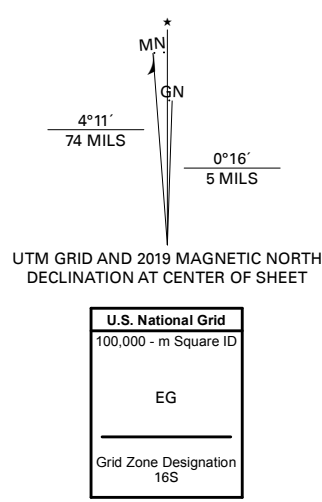 ★
MN
GN
4°11´
74 MILS
0°16´
5 MILS
UTM GRID AND 2019 MAGNETIC NORTH
DECLINATION AT CENTER OF SHEET
U.S. National Grid
100,000 - m Square ID
EG
Grid Zone Designation
16S